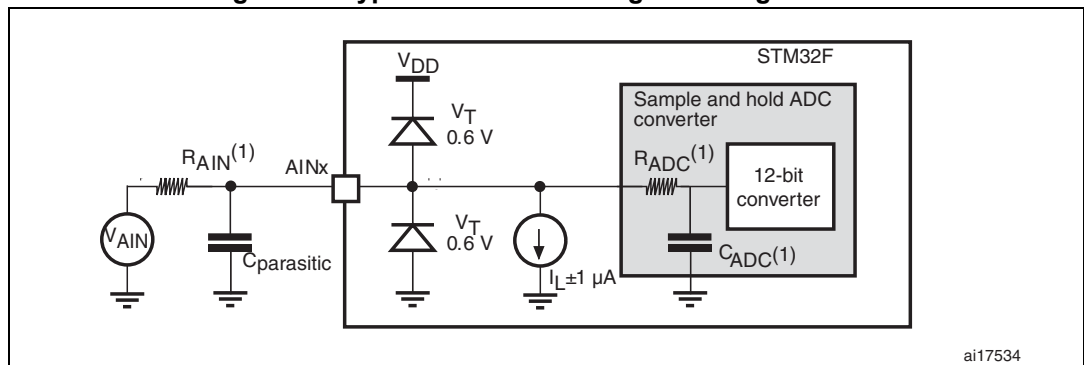 STM32F
VDD
Sample and hold ADC
converter
VT
0.6 V
RAIN(1)
AINx
RADC(1)
12-bit
converter
VAIN
Cparasitic
VT
0.6 V
IL±1 µA
CADC(1)
ai17534